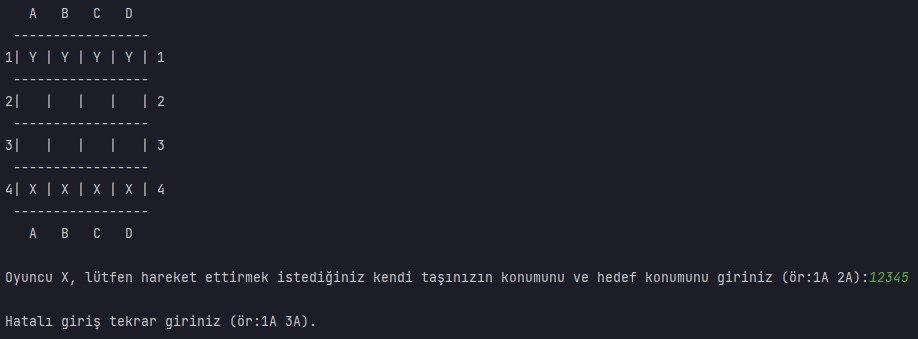 A   B   C   D
 -----------------
1| Y | Y | Y | Y | 1
 -----------------
2|   |   |   |   | 2
 -----------------
3|   |   |   |   | 3
 -----------------
4| X | X | X | X | 4
 -----------------
   A   B   C   D
Oyuncu X, lütfen hareket ettirmek istediğiniz kendi taşınızın konumunu ve hedef konumunu giriniz (ör:1A 2A):12345
Hatalı giriş tekrar giriniz (ör:1A 3A).